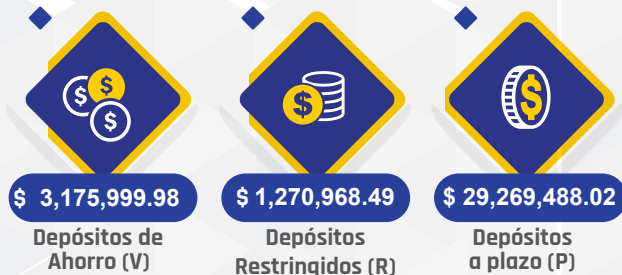 $ 3,175,999.98
Depósitos de
Ahorro (V)
$ 1,270,968.49
Depósitos
Restringidos (R)
$ 29,269,488.02
Depósitos
a plazo (P)